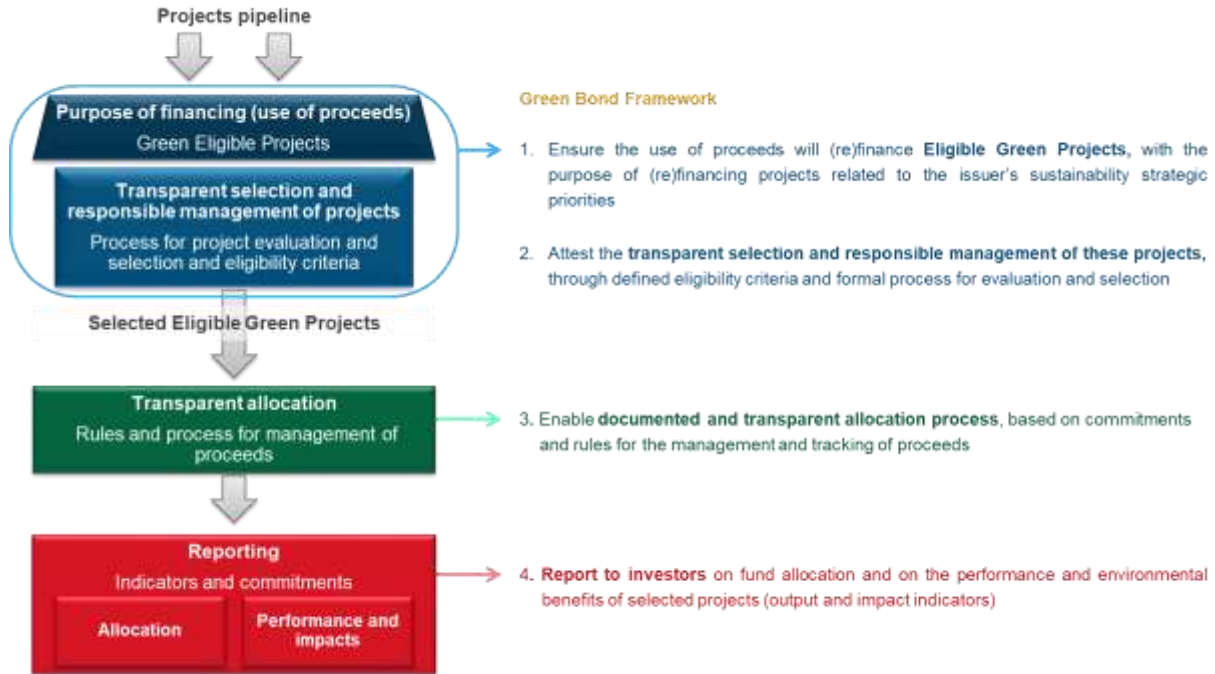 Projects pipeline
Purpose of financing (use of proceeds)
Green Eligible Projects
Transparent selection and
responsible management of projects
Process for project evaluation and
selection and eligibility criteria
Selected Eligible Green Projects
Transparent allocation
Rules and process for management of
proceeds
Reporting
Indicators and commitments
Allocation
Performance and
impacts
Green Bond Framework
1. Ensure the use of proceeds will (re)finance Eligible Green Projects, with the
purpose of (re)financing projects related to the issuer's sustainability strategic
priorities
2. Attest the transparent selection and responsible management of these projects,
through defined eligibility criteria and formal process for evaluation and selection
3. Enable documented and transparent allocation process, based on commitments
and rules for the management and tracking of proceeds
4. Report to investors on fund allocation and on the performance and environmental
benefits of selected projects (output and impact indicators)